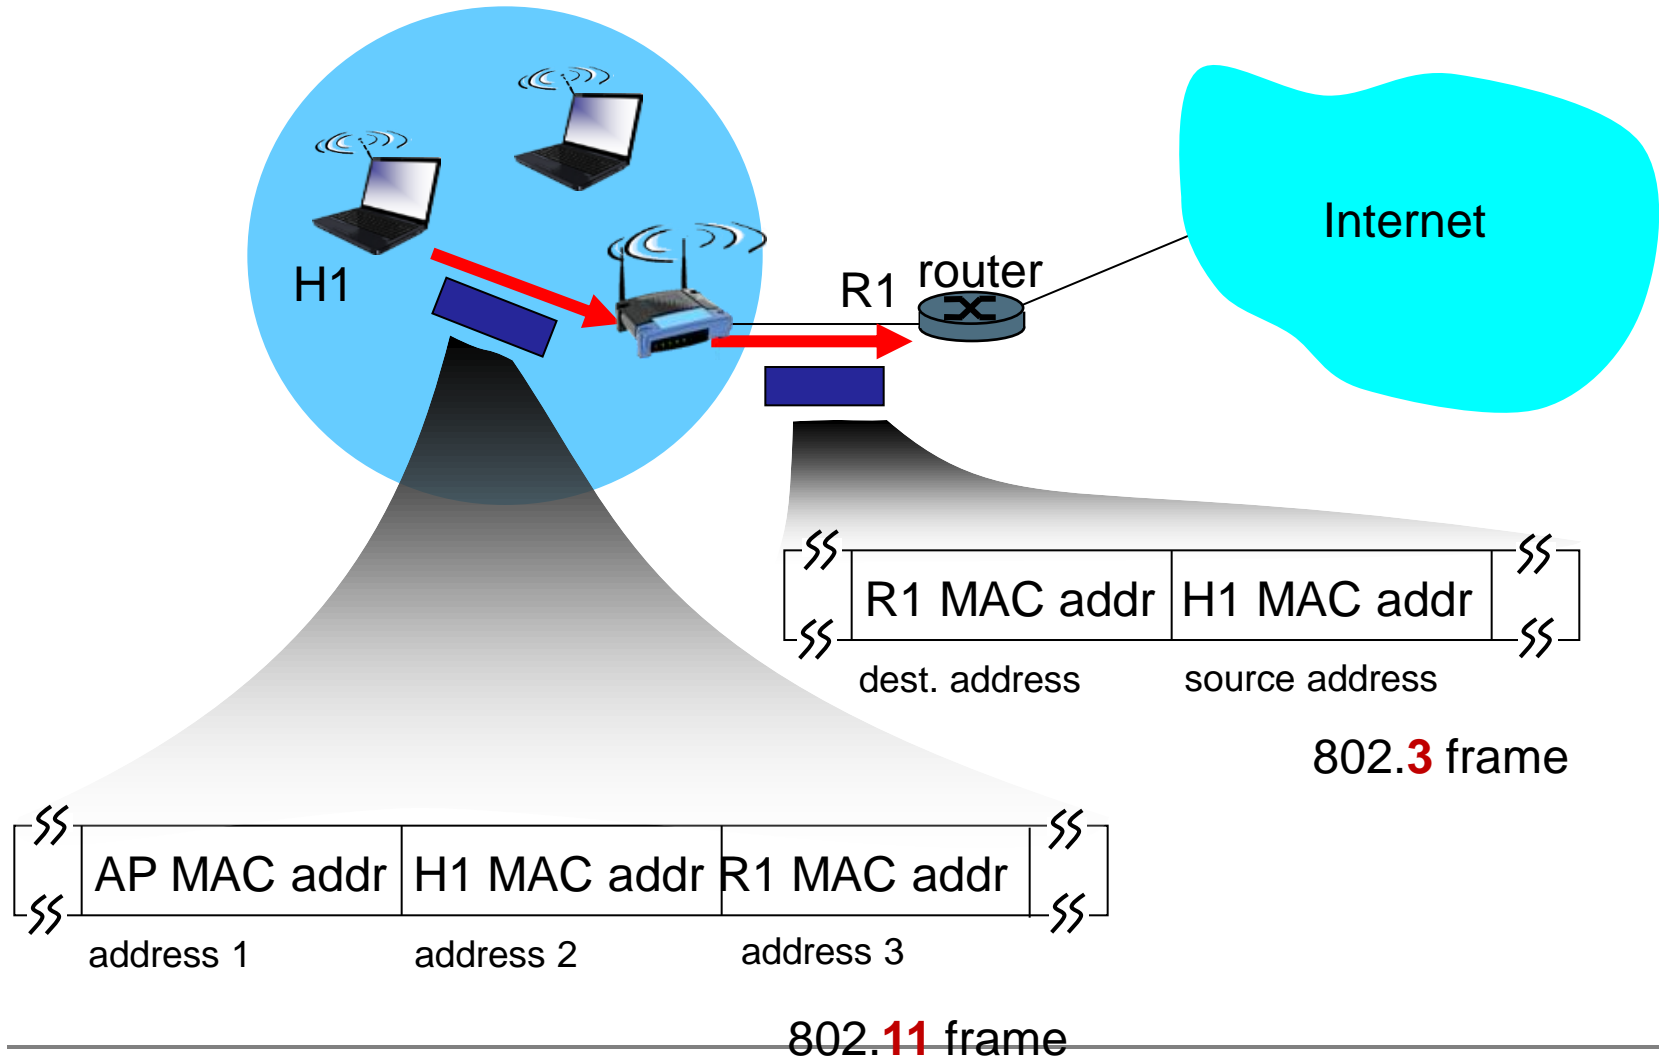 Internet
router
R1
H1
R1 MAC addr H1 MAC addr
dest. address source address
802.3 frame
AP MAC addr H1 MAC addr R1 MAC addr
address 1 address 2 address 3
802.11 frame